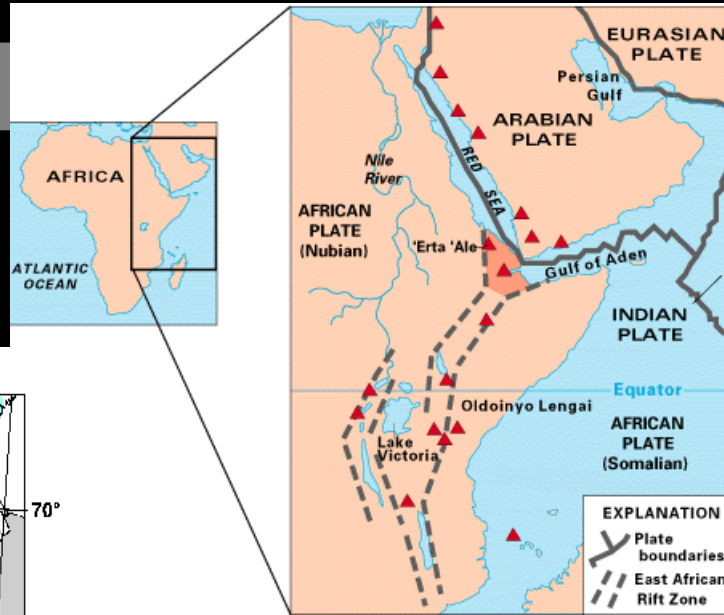 AFRICA
ATLANTIC
OCEAN
70°
EURASIAN
PLATE
Persian
Gulf
ARABIAN
PLATE
RED SEA
Nile
River
AFRICAN
PLATE
(Nubian)
'Erta 'Ale
Gulf of Aden
INDIAN
PLATE
Equator
Oldoinyo Lengai
AFRICAN
PLATE
(Somalian)
Lake
Victoria
EXPLANATION
Plate
boundaries
East African
Rift Zone